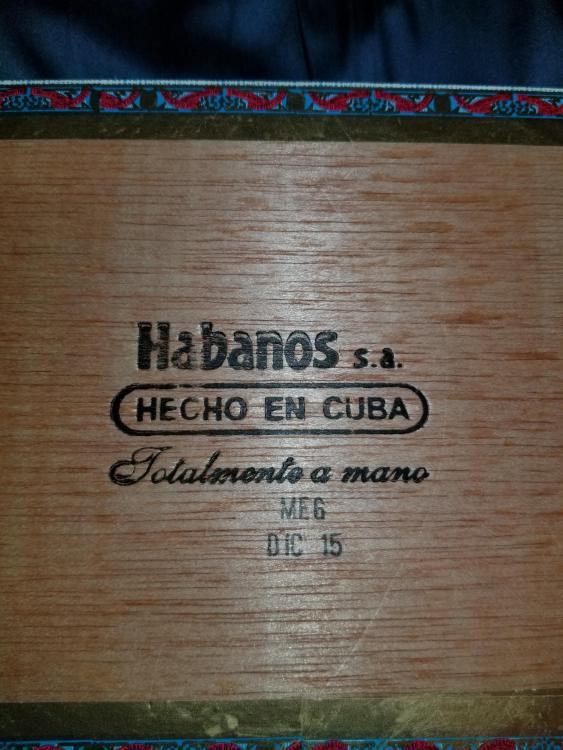 Habanos s.a.
HECHO EN CUBA
Totalmente a mano
MEG
DIC 15